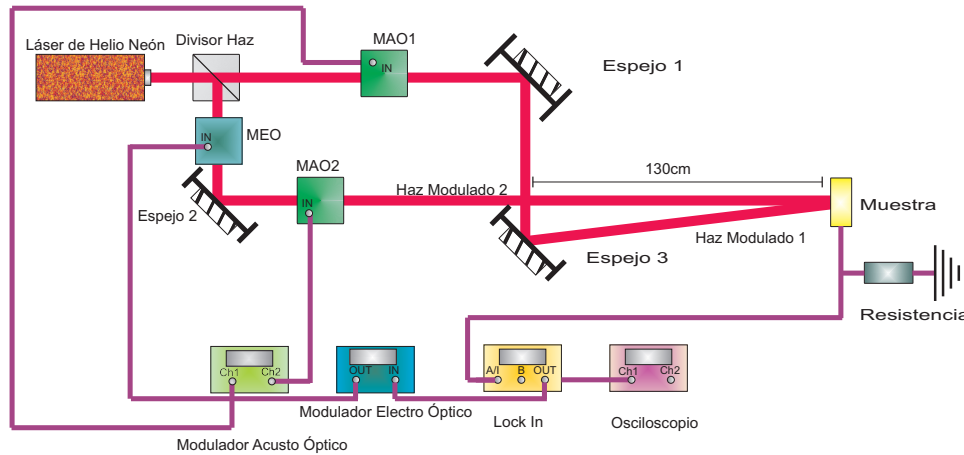 Láser de Helio Neón
Divisor Haz
MAO1
IN
Espejo 1
IN
MEO
MAO2
IN
Espejo 2
Haz Modulado 2
130cm
Muestra
Haz Modulado 1
Espejo 3
Resistencia
Ch1
Ch2
OUT
IN
A/I
B
OUT
Ch1
Ch2
Modulador Electro Óptico
Lock In
Osciloscopio
Modulador Acusto Óptico